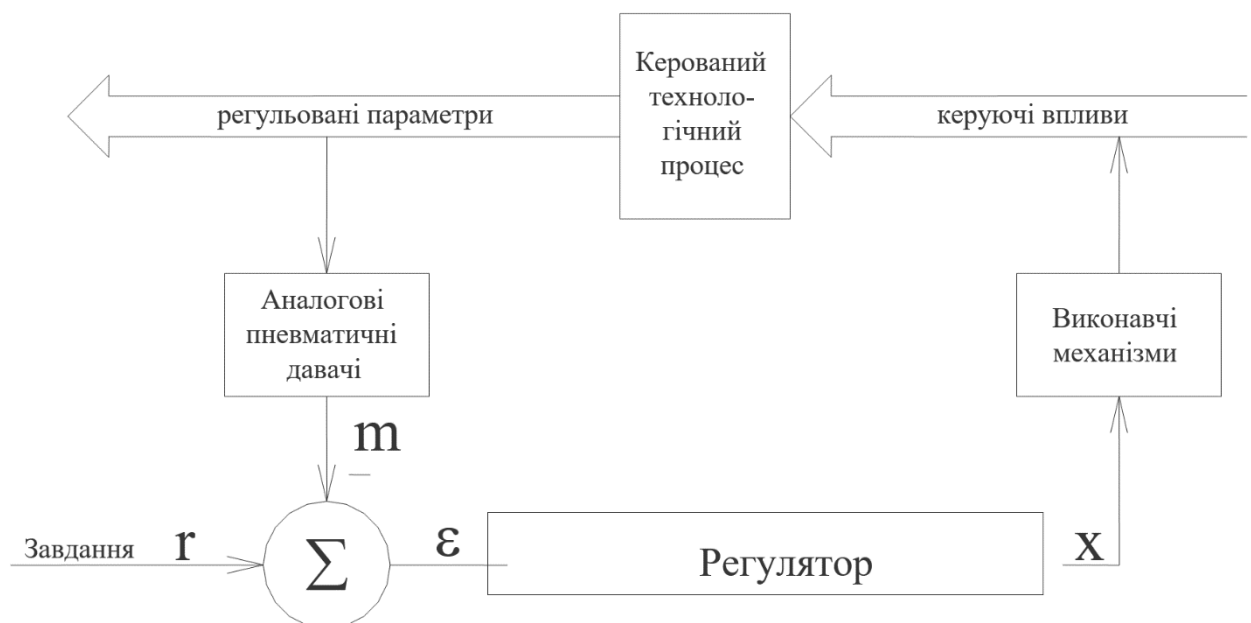 Керований
техноло-
гічний
процес
регульовані параметри
керуючі впливи
Аналогові
пневматичні
давачі
Виконавчі
механізми
m
–
Завдання r
Σ
ε
Регулятор
x